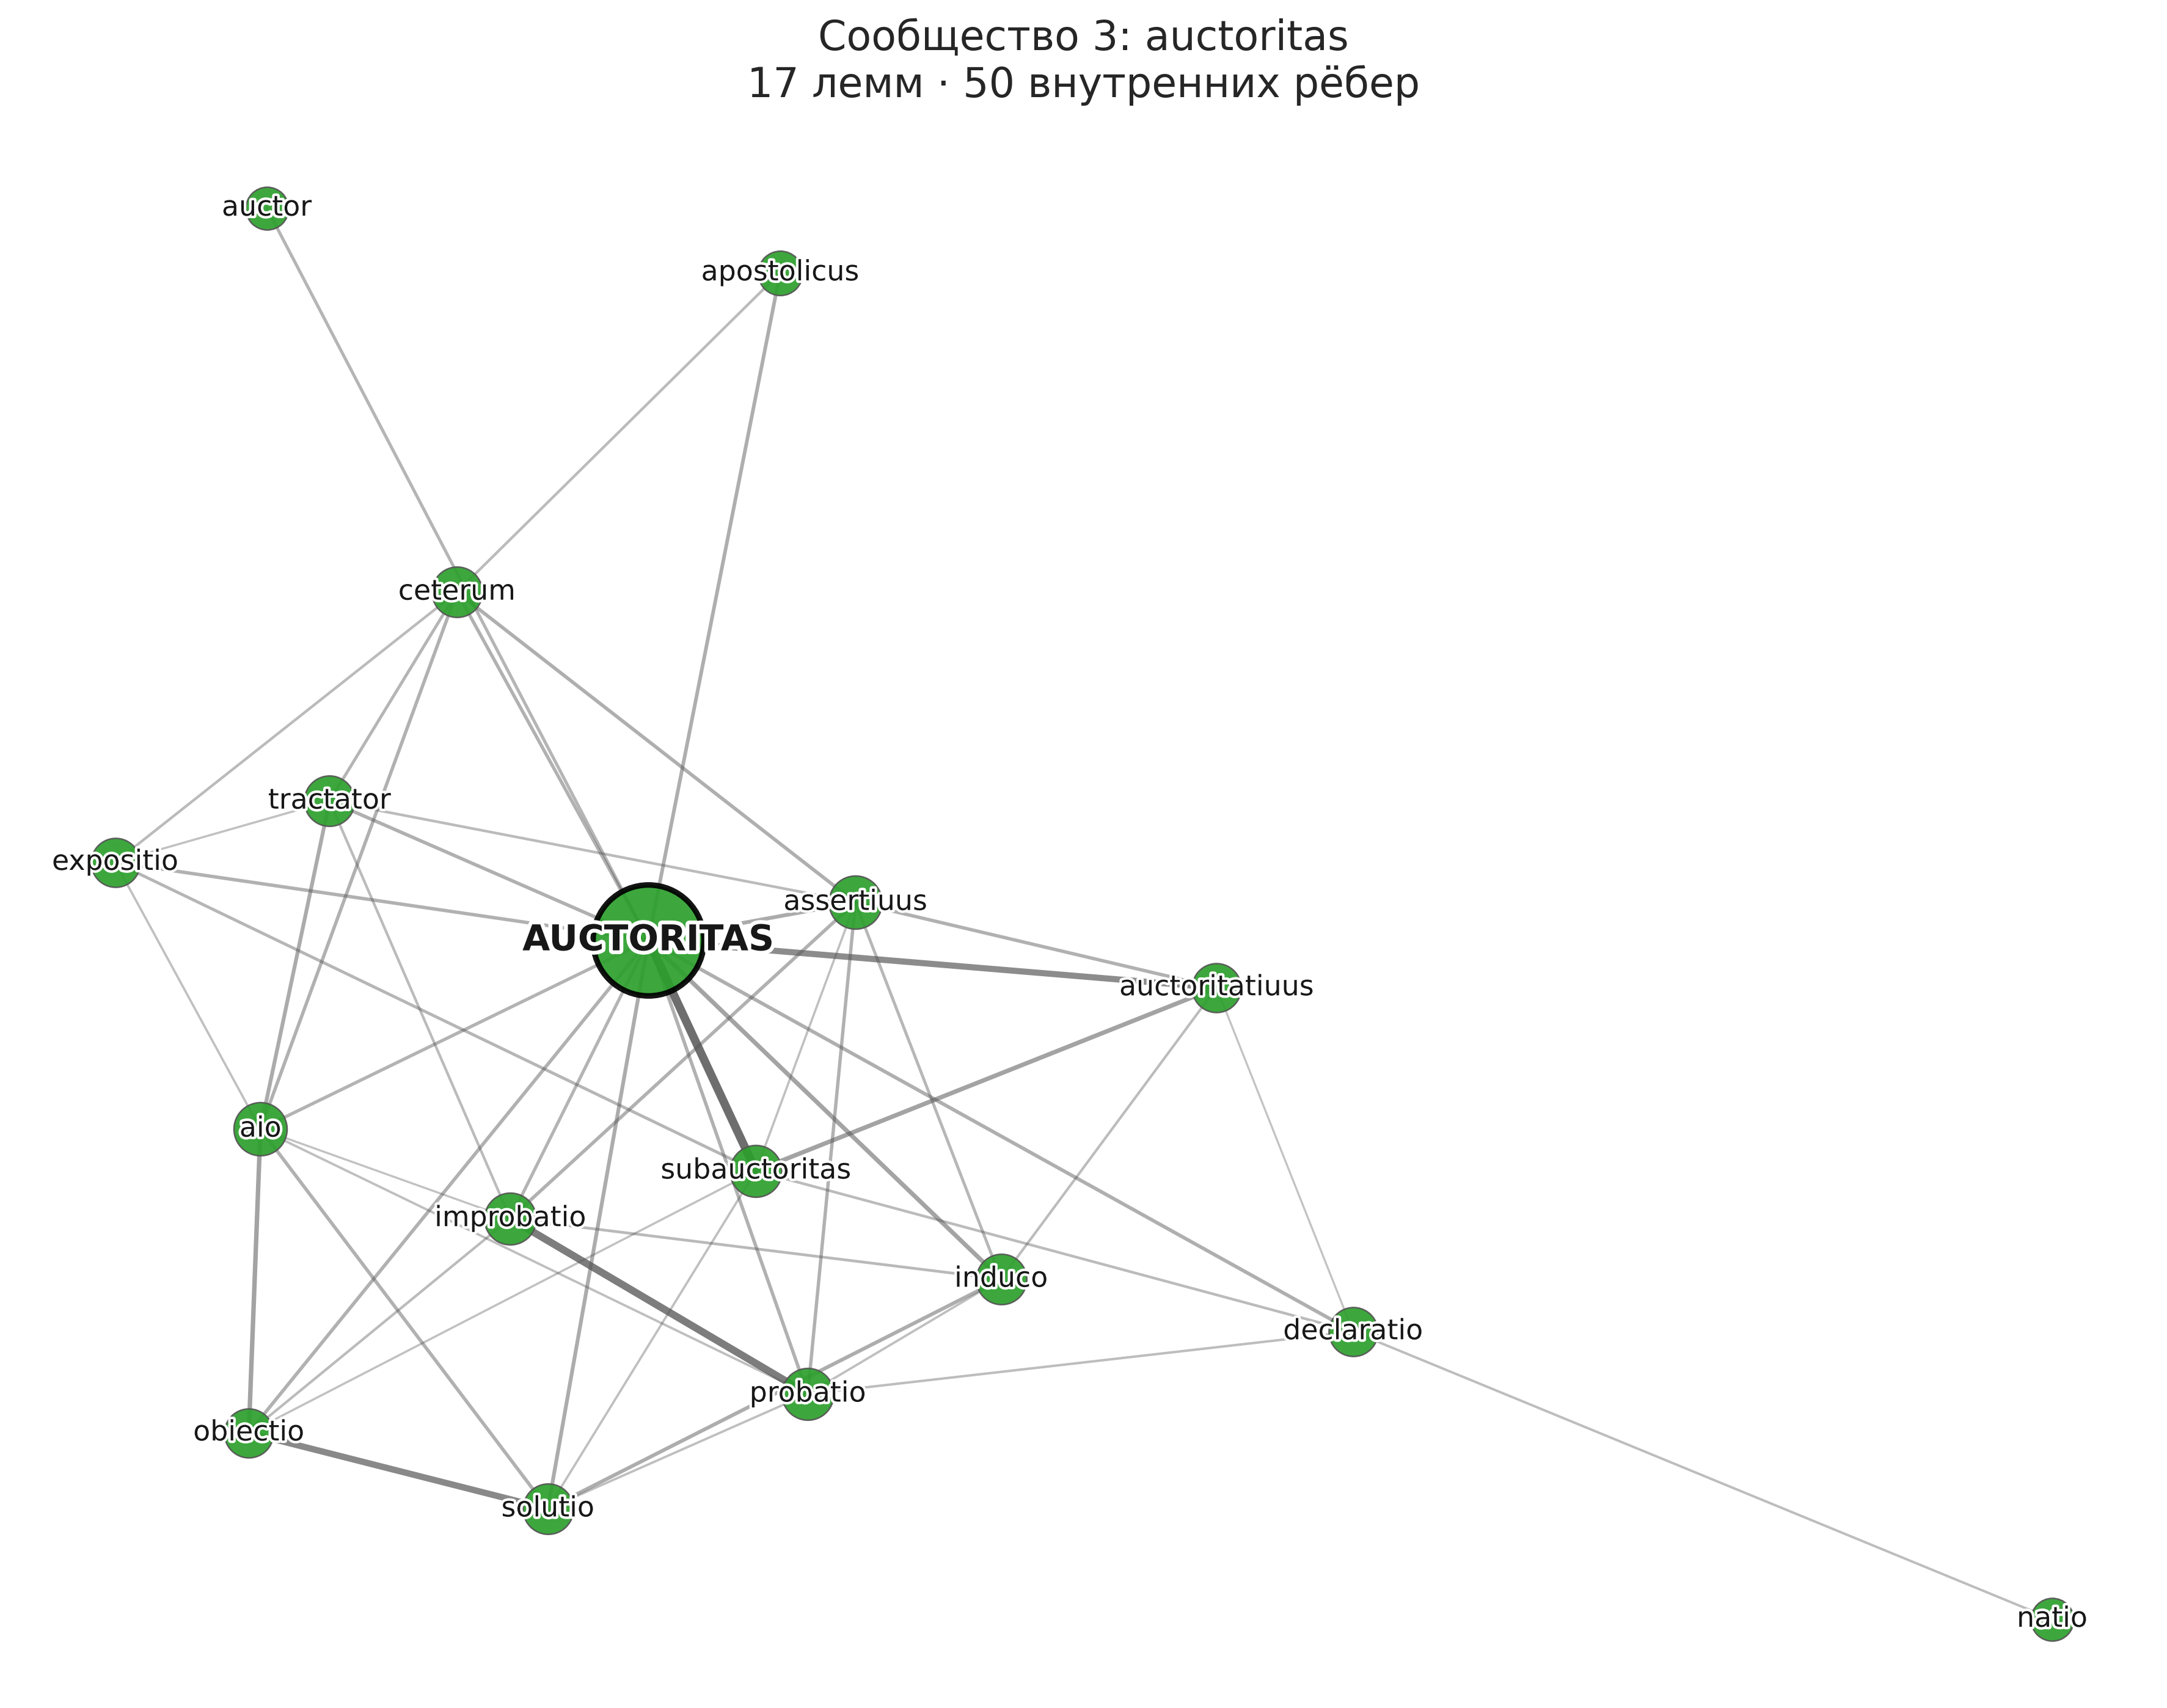 Сообщество 3: auctoritas
17 лемм · 50 внутренних рёбер
auctor
apostolicus
ceterum
tractator
expositio
assertiuus
AUCTORITAS
auctoritatiuus
aio
subauctoritas
improbatio
induco
declaratio
probatio
obiectio
solutio
natio